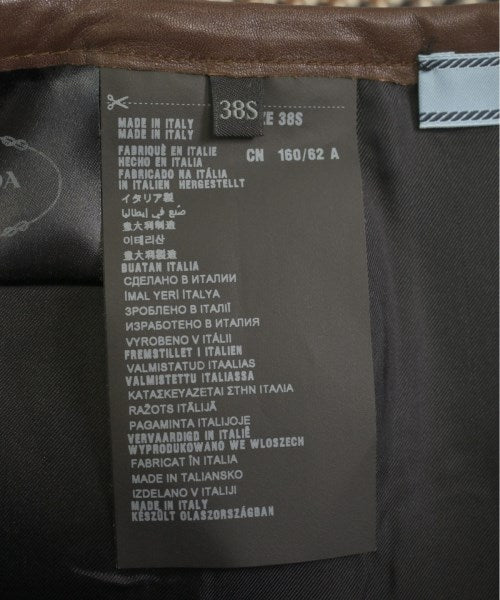 38S
MADE IN ITALY
MADE IN ITALY
38S
FABRIQUÉ EN ITALIE
HECHO EN ITALIA
CN 160/62 A
FABRICADO NA ITÁLIA
IN ITALIEN HERGESTELLT
イタリア製
صنع في إيطاليا
意大利制造
이테리산
意大利製造
BUATAN ITALIA
СДЕЛАНО В ИТАЛИИ
İMAL YERİ İTALYA
ЗРОБЛЕНО В ІТАЛІЇ
ИЗРАБОТЕНО В ИТАЛИЯ
VYROBENO V ITÁLII
FREMSTILLET I ITALIEN
VALMISTATUD ITAALIAS
VALMISTETTU ITALIASSA
ΚΑΤΑΣΚΕΥΑΖΕΤΑΙ ΣΤΗΝ ΙΤΑΛΙΑ
RAŽOTS ITĀLIJĀ
PAGAMINTA ITALIJOJE
VERVAARDIGD IN ITALIË
WYPRODUKOWANO WE WLOSZECH
FABRICAT ÎN ITALIA
MADE IN TALIANSKO
IZDELANO V ITALIJI
MADE IN ITALY
KÉSZÜLT OLASZORSZÁGBAN